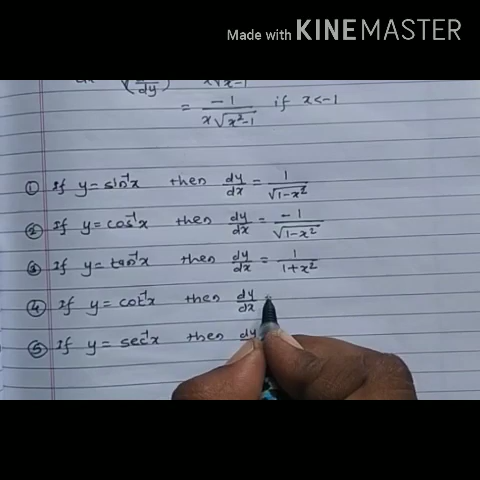 Made with KINEMASTER
dy
= -1/x√x²-1 if x<-1
① If y = sin⁻¹x then dy/dx = 1/√1-x²
② If y = cos⁻¹x then dy/dx = -1/√1-x²
③ If y = tan⁻¹x then dy/dx = 1/1+x²
④ If y = cot⁻¹x then dy/dx =
⑤ If y = sec⁻¹x then dy